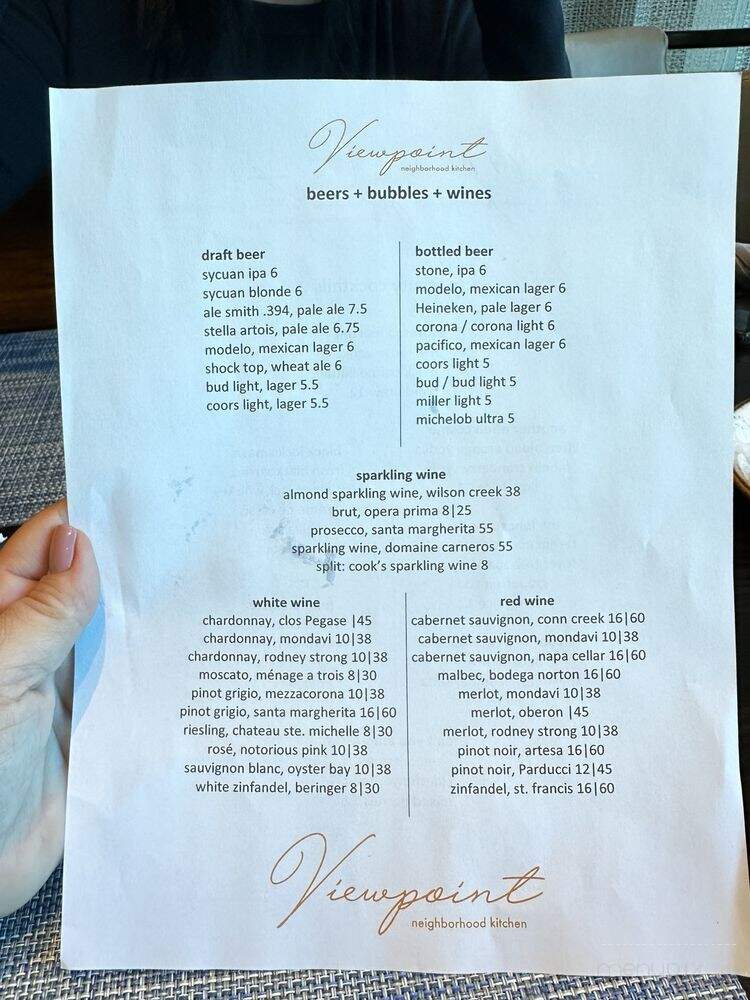 Viewpoint
neighborhood kitchen
beers + bubbles + wines
draft beer
sycuan ipa 6
sycuan blonde 6
ale smith .394, pale ale 7.5
stella artois, pale ale 6.75
modelo, mexican lager 6
shock top, wheat ale 6
bud light, lager 5.5
coors light, lager 5.5
bottled beer
stone, ipa 6
modelo, mexican lager 6
Heineken, pale lager 6
corona / corona light 6
pacifico, mexican lager 6
coors light 5
bud / bud light 5
miller light 5
michelob ultra 5
sparkling wine
almond sparkling wine, wilson creek 38
brut, opera prima 8|25
prosecco, santa margherita 55
sparkling wine, domaine carneros 55
split: cook's sparkling wine 8
white wine
chardonnay, clos Pegase |45
chardonnay, mondavi 10|38
chardonnay, rodney strong 10|38
moscato, ménage a trois 8|30
pinot grigio, mezzacorona 10|38
pinot grigio, santa margherita 16|60
riesling, chateau ste. michelle 8|30
rosé, notorious pink 10|38
sauvignon blanc, oyster bay 10|38
white zinfandel, beringer 8|30
red wine
cabernet sauvignon, conn creek 16|60
cabernet sauvignon, mondavi 10|38
cabernet sauvignon, napa cellar 16|60
malbec, bodega norton 16|60
merlot, mondavi 10|38
merlot, oberon |45
merlot, rodney strong 10|38
pinot noir, artesa 16|60
pinot noir, Parducci 12|45
zinfandel, st. francis 16|60
Viewpoint
neighborhood kitchen